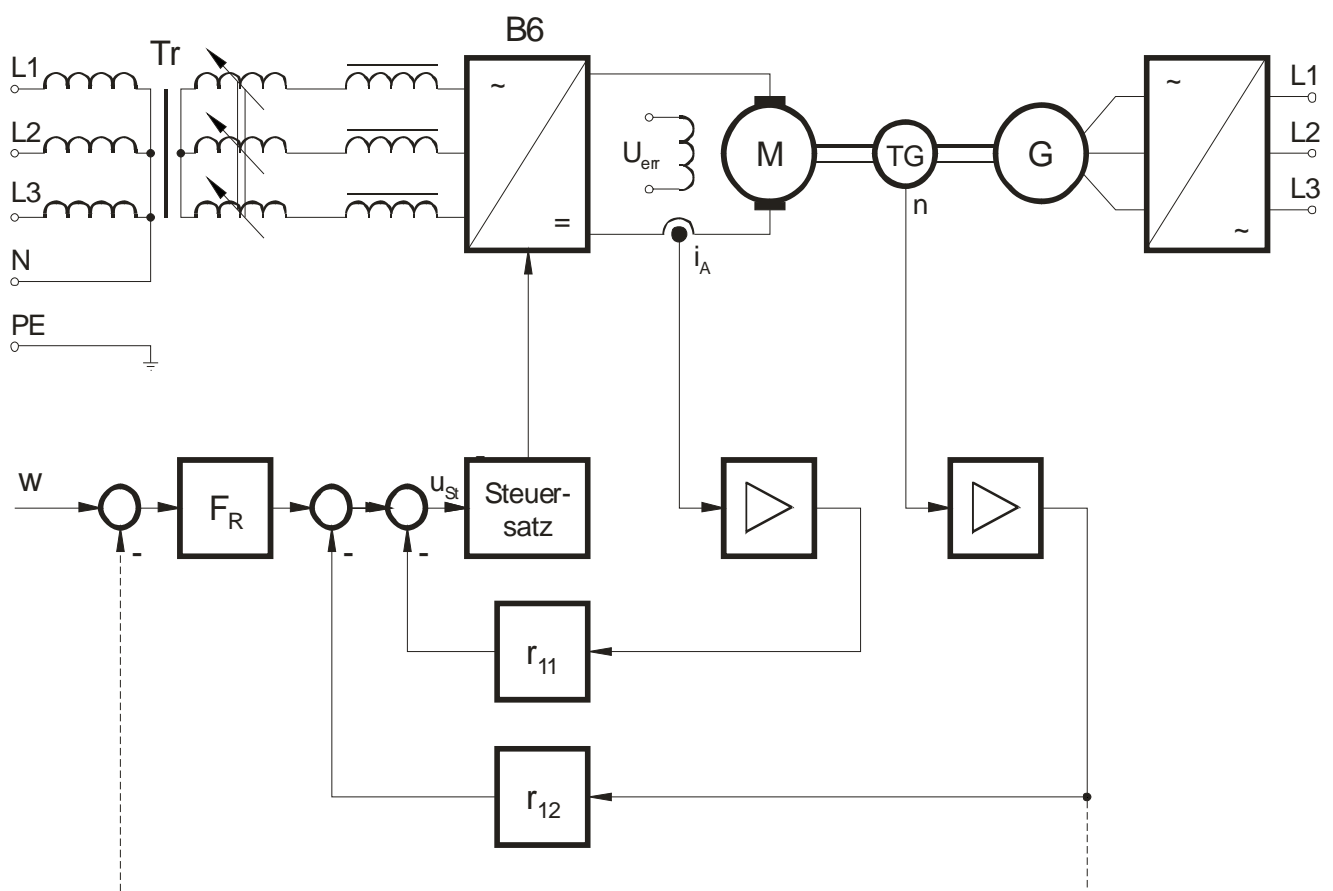 B6
Tr
L1
L2
L3
N
PE
~
=
U_err
M
TG
G
n
i_A
~
~
L1
L2
L3
w
-
F_R
-
-
u_St
Steuer-
satz
r_11
r_12